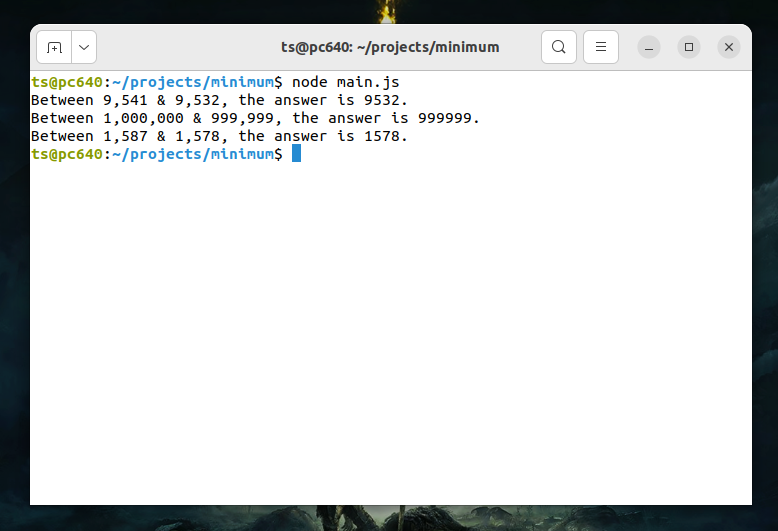 ts@pc640: ~/projects/minimum
ts@pc640:~/projects/minimum$ node main.js
Between 9,541 & 9,532, the answer is 9532.
Between 1,000,000 & 999,999, the answer is 999999.
Between 1,587 & 1,578, the answer is 1578.
ts@pc640:~/projects/minimum$